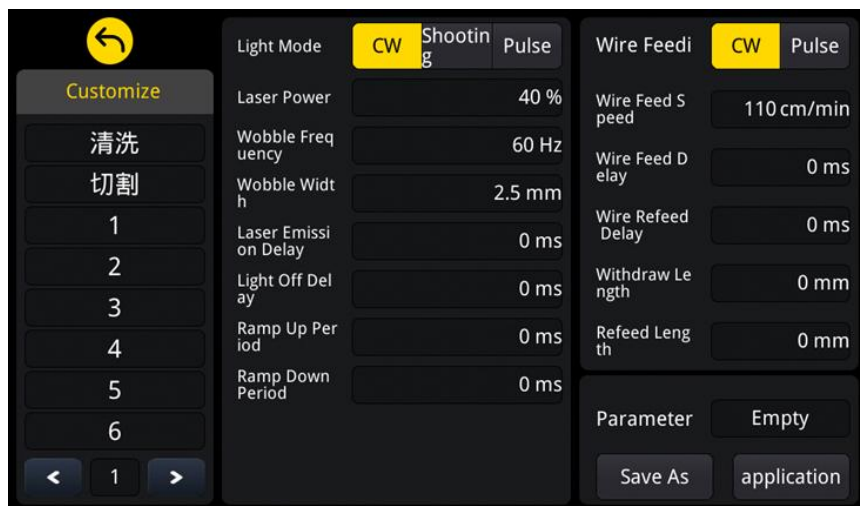 Customize
清洗
切割
1
2
3
4
5
6
1
Light Mode
CW
Shootin
g
Pulse
Laser Power
40 %
Wobble Freq
uency
60 Hz
Wobble Widt
h
2.5 mm
Laser Emissi
on Delay
0 ms
Light Off Del
ay
0 ms
Ramp Up Per
iod
0 ms
Ramp Down
Period
0 ms
Wire Feedi
CW
Pulse
Wire Feed S
peed
110 cm/min
Wire Feed D
elay
0 ms
Wire Refeed
Delay
0 ms
Withdraw Le
ngth
0 mm
Refeed Leng
th
0 mm
Parameter
Empty
Save As
application